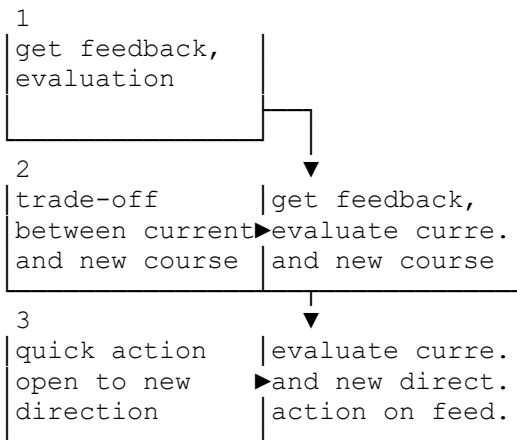 1
get feedback,
evaluation
2
trade-off get feedback,
between current evaluate curre.
and new course and new course
3
quick action evaluate curre.
open to new and new direct.
direction action on feed.